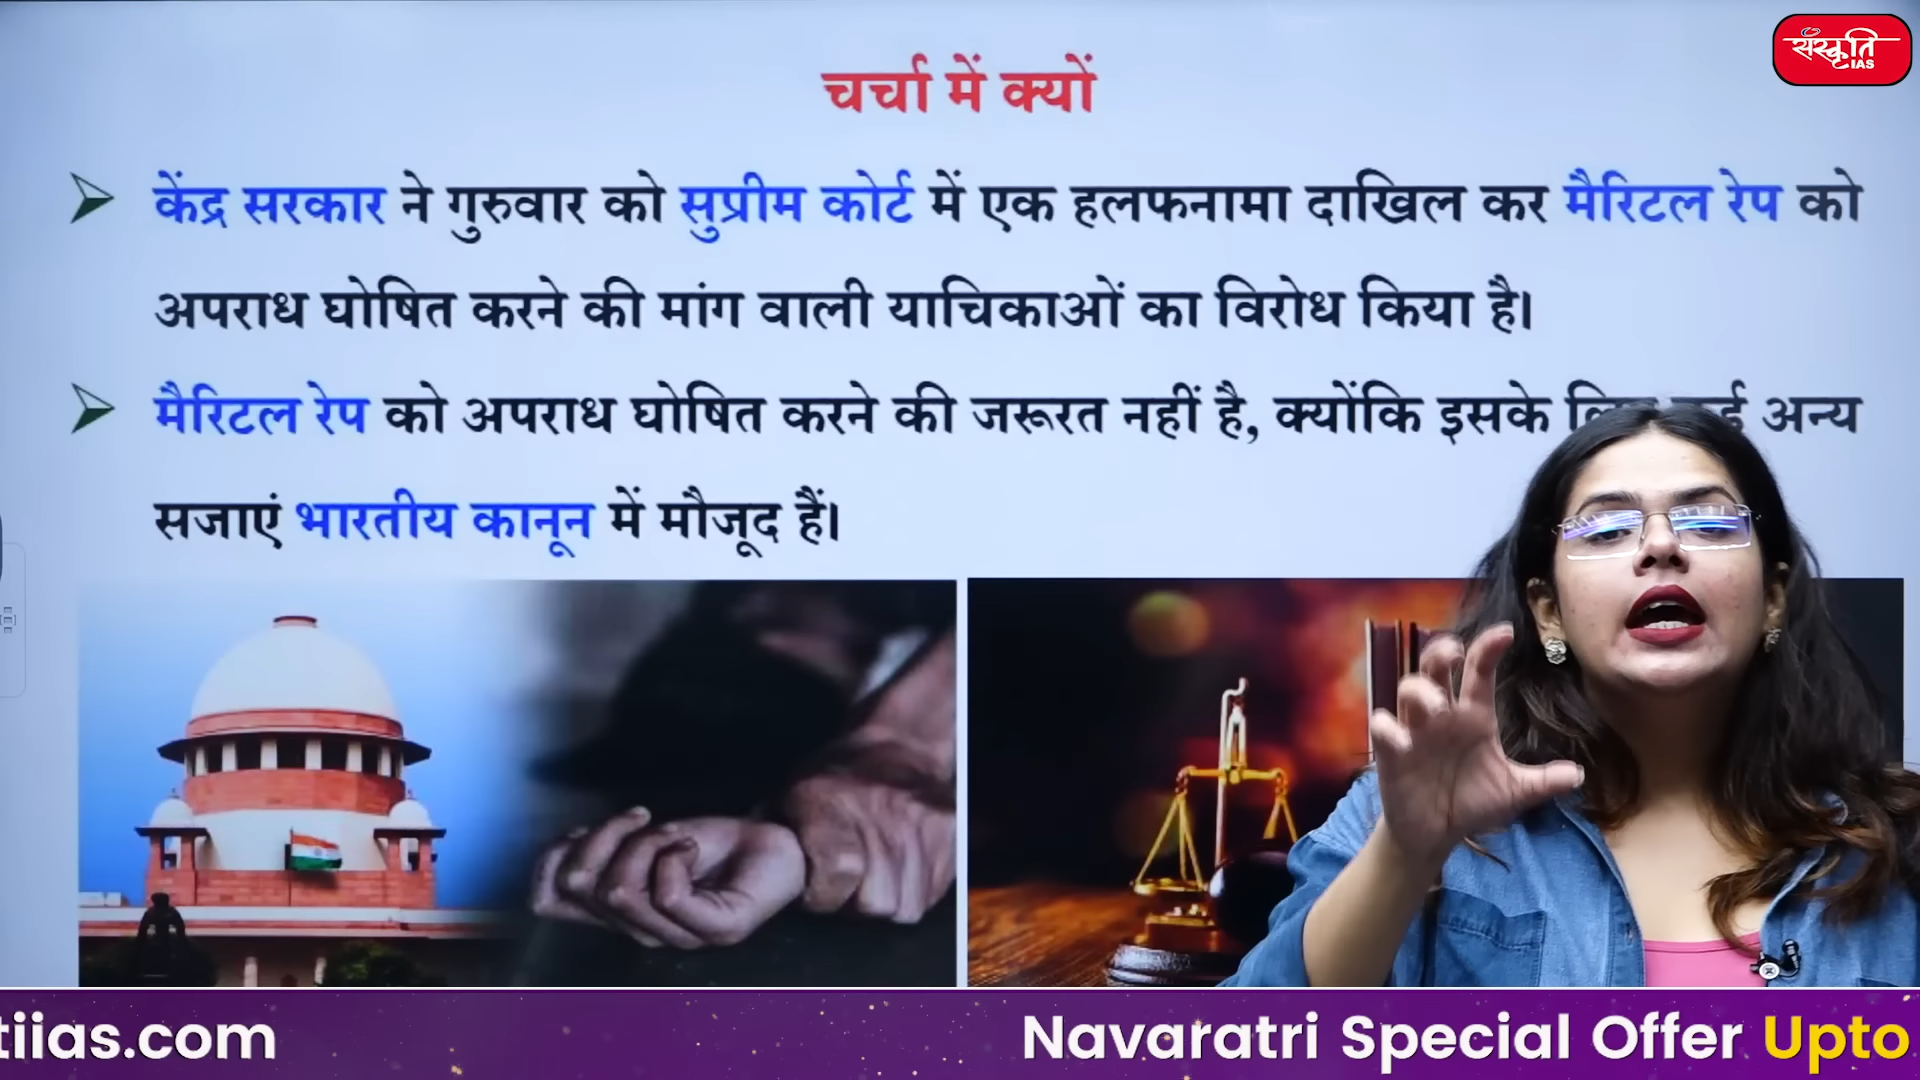 संस्कृति
IAS
चर्चा में क्यों
केंद्र सरकार ने गुरुवार को सुप्रीम कोर्ट में एक हलफनामा दाखिल कर मैरिटल रेप को
अपराध घोषित करने की मांग वाली याचिकाओं का विरोध किया है।
मैरिटल रेप को अपराध घोषित करने की जरूरत नहीं है, क्योंकि इसके अन्य
सजाएं भारतीय कानून में मौजूद हैं।
tiias.com Navaratri Special Offer Upto